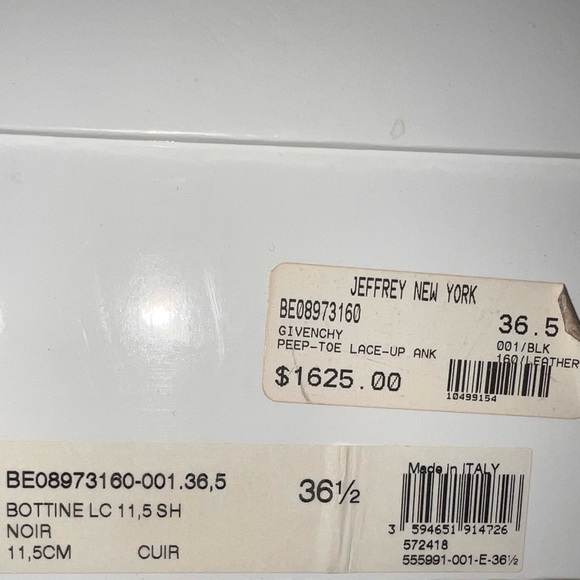 JEFFREY NEW YORK
BE08973160 36.5
GIVENCHY 001/BLK
PEEP-TOE LACE-UP ANK 160/LEATHER
$1625.00
10499154
BE08973160-001.36,5 36½ Made in ITALY
BOTTINE LC 11,5 SH
NOIR 3 594651 914726
11,5CM CUIR 572418
555991-001-E-36½